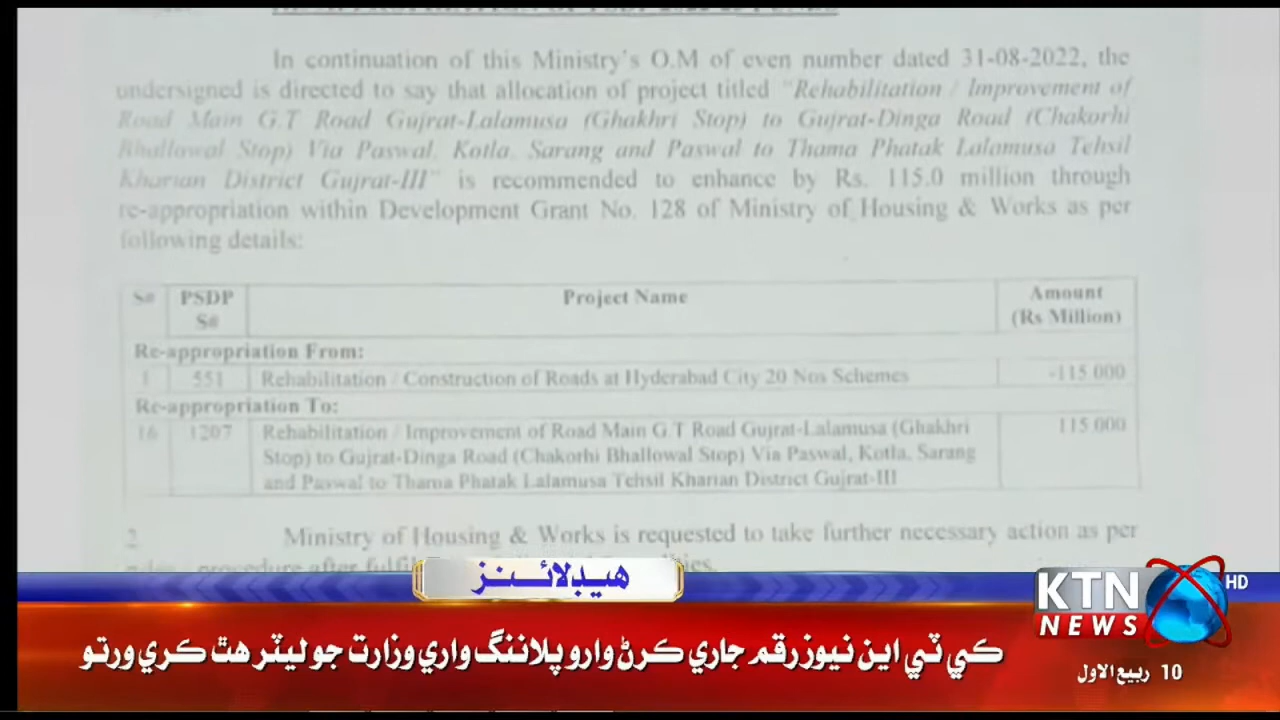 In continuation of this Ministry's O.M of even number dated 31-08-2022, the
undersigned is directed to say that allocation of project titled "Rehabilitation / Improvement of
Road Main G.T Road Gujrat-Lalamusa (Ghakhri Stop) to Gujrat-Dinga Road (Chakorhi
Bhallowal Stop) Via Paswal, Kotla, Sarang and Paswal to Thama Phatak Lalamusa Tehsil
Kharian District Gujrat-III" is recommended to enhance by Rs. 115.0 million through
re-appropriation within Development Grant No. 128 of Ministry of Housing & Works as per
following details:
S# PSDP S# Project Name Amount (Rs Million)
Re-appropriation From:
1 551 Rehabilitation / Construction of Roads at Hyderabad City 20 Nos Schemes -115.000
Re-appropriation To:
16 1207 Rehabilitation / Improvement of Road Main G.T Road Gujrat-Lalamusa (Ghakhri 115.000
Stop) to Gujrat-Dinga Road (Chakorhi Bhallowal Stop) Via Paswal, Kotla, Sarang
and Paswal to Thama Phatak Lalamusa Tehsil Kharian District Gujrat-III
2 Ministry of Housing & Works is requested to take further necessary action as per
procedure after
هيڊلائنز
KTN NEWS HD
ڪي ٽي اين نيوز رقم جاري ڪرڻ وارو پلاننگ واري وزارت جو ليٽر هٿ ڪري ورتو
10 ربيع الاول